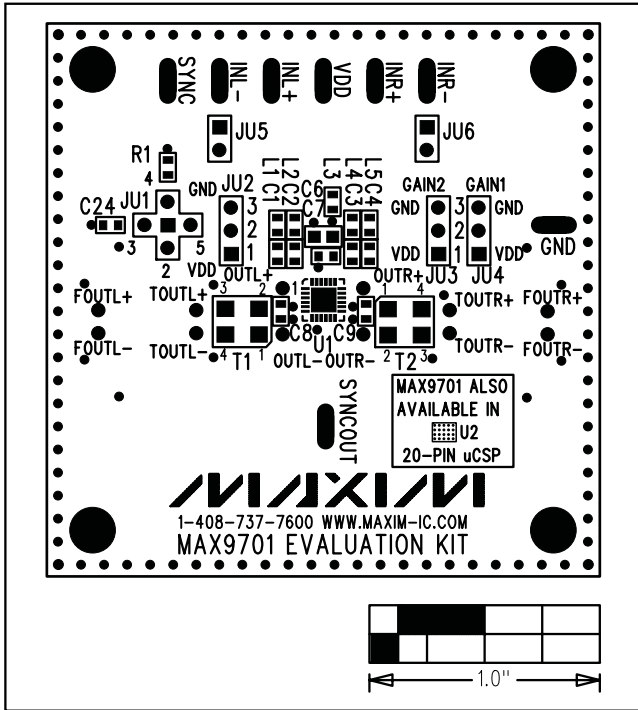 SYNC INL- INL+ VDD INR+ INR-
JU5 JU6
R1
4
C24
JU1
3 5
2
GND JU2
3
2
1
VDD
L1 C1 L2 C2 L3 L4 C3 L5 C4
C6
C7
GAIN2 GAIN1
GND 3 3 GND
2 2
VDD 1 1 VDD
JU3 JU4
GND
OUTL+ OUTR+
FOUTL+ TOUTL+ 3 2 1 1 4 TOUTR+ FOUTR+
FOUTL- TOUTL- 4 1 C8 C9 2 3 TOUTR- FOUTR-
T1 U1 T2
OUTL- OUTR-
SYNCOUT
MAX9701 ALSO
AVAILABLE IN
U2
20-PIN uCSP
MAXIM
1-408-737-7600 WWW.MAXIM-IC.COM
MAX9701 EVALUATION KIT
1.0"